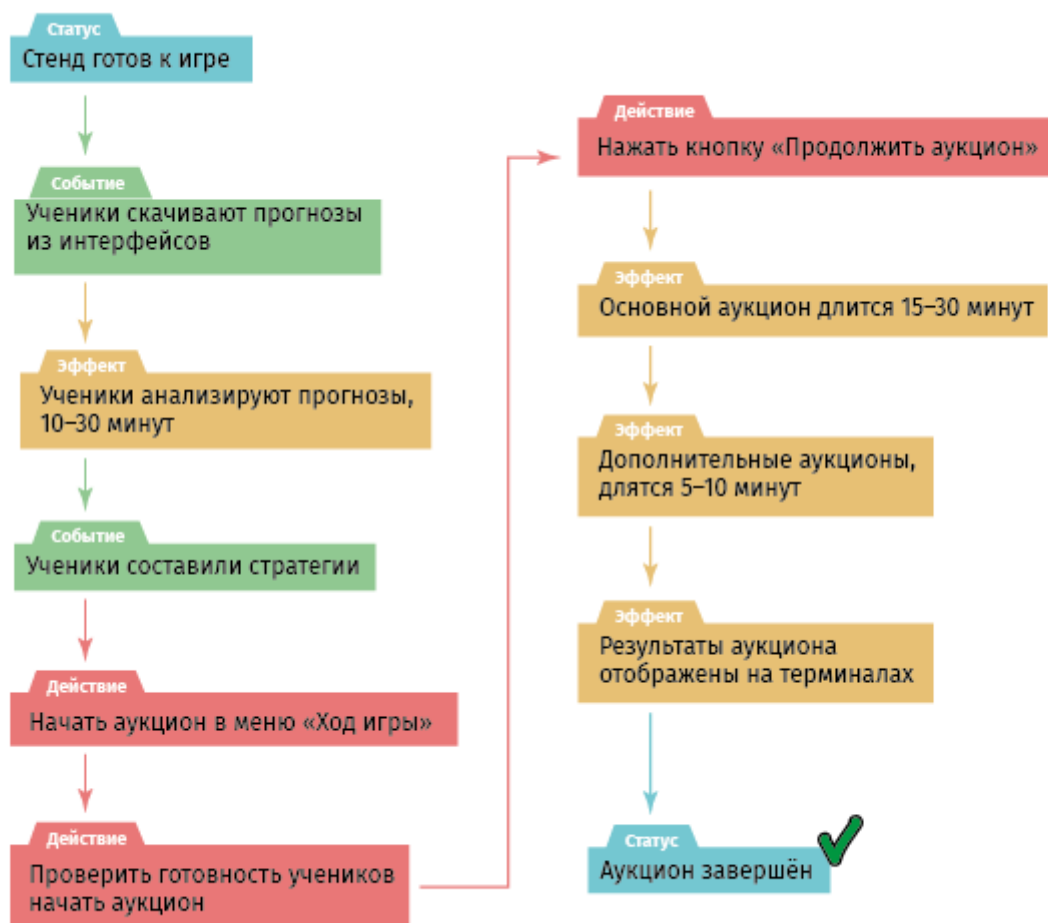 Статус
Стенд готов к игре
Событие
Ученики скачивают прогнозы
из интерфейсов
Эффект
Ученики анализируют прогнозы,
10–30 минут
Событие
Ученики составили стратегии
Действие
Начать аукцион в меню «Ход игры»
Действие
Проверить готовность учеников
начать аукцион
Действие
Нажать кнопку «Продолжить аукцион»
Эффект
Основной аукцион длится 15–30 минут
Эффект
Дополнительные аукционы,
длятся 5–10 минут
Эффект
Результаты аукциона
отображены на терминалах
Статус
Аукцион завершён